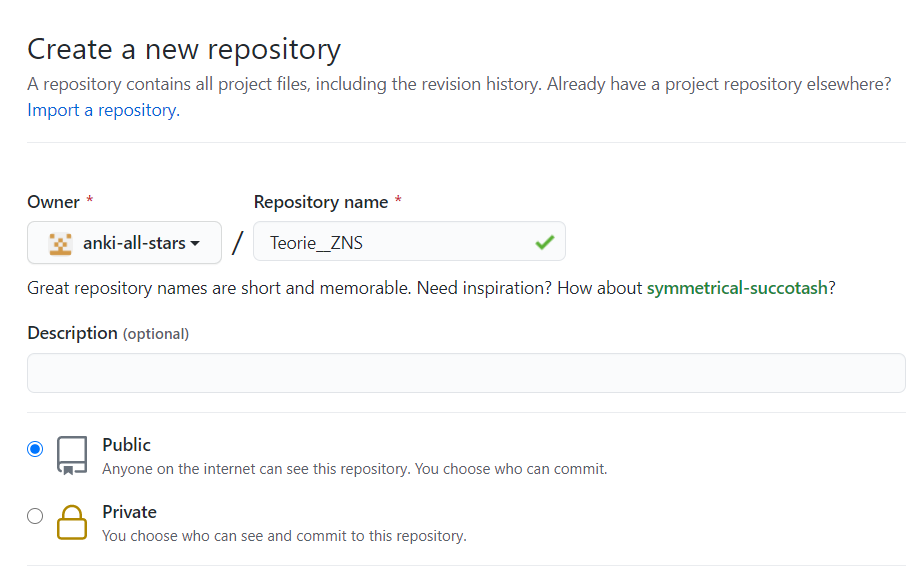 Create a new repository
A repository contains all project files, including the revision history. Already have a project repository elsewhere?
Import a repository.
Owner * Repository name *
anki-all-stars / Teorie__ZNS
Great repository names are short and memorable. Need inspiration? How about symmetrical-succotash?
Description (optional)
Public
Anyone on the internet can see this repository. You choose who can commit.
Private
You choose who can see and commit to this repository.